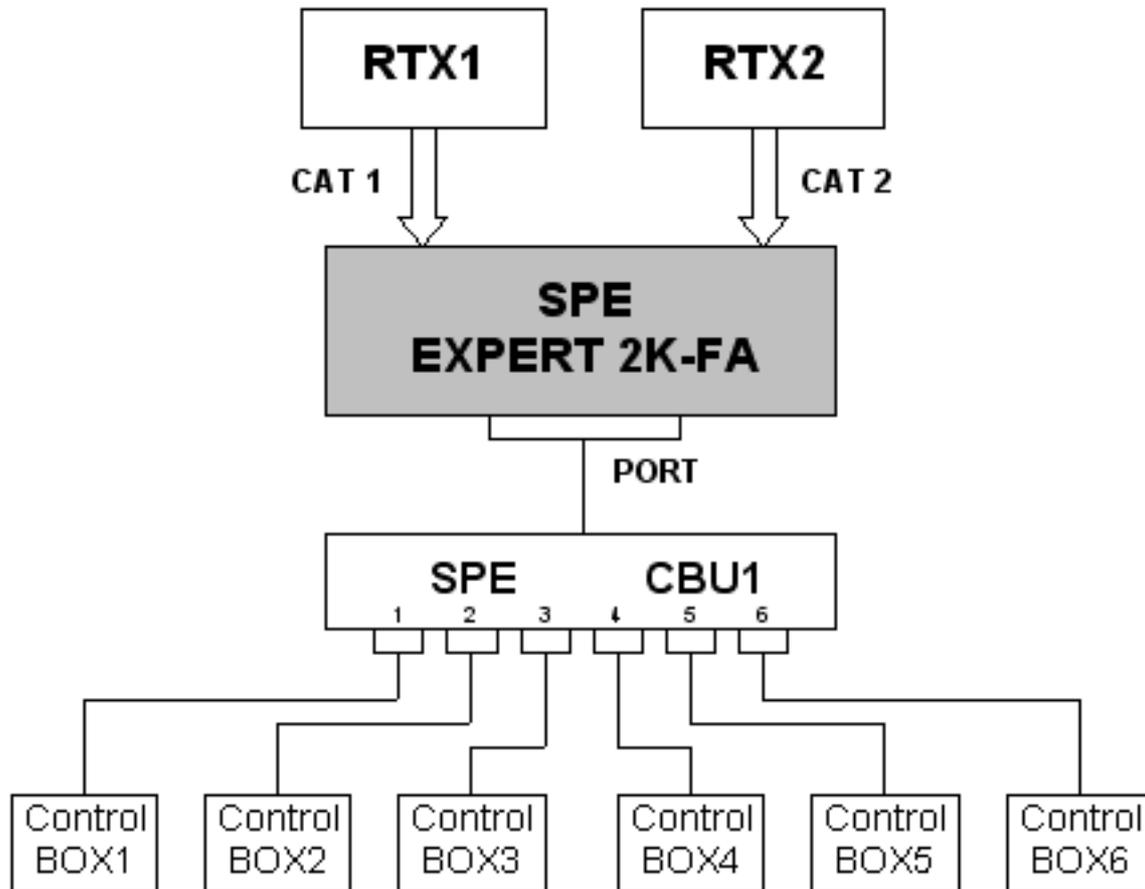 RTX1
RTX2
CAT 1
CAT 2
SPE
EXPERT 2K-FA
PORT
SPE CBU1
1 2 3 4 5 6
Control
BOX1
Control
BOX2
Control
BOX3
Control
BOX4
Control
BOX5
Control
BOX6